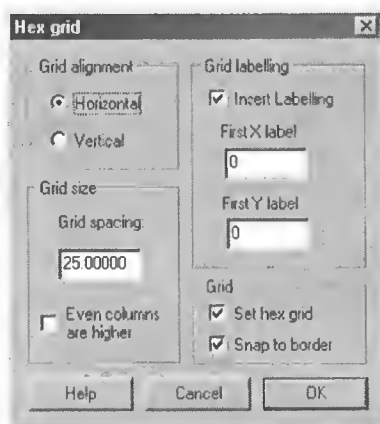 Hex grid
Grid alignment
Horizontal
Vertical
Grid size
Grid spacing:
25.00000
Even columns
are higher
Grid labelling
Insert Labelling
First X label
0
First Y label
0
Grid
Set hex grid
Snap to border
Help
Cancel
OK